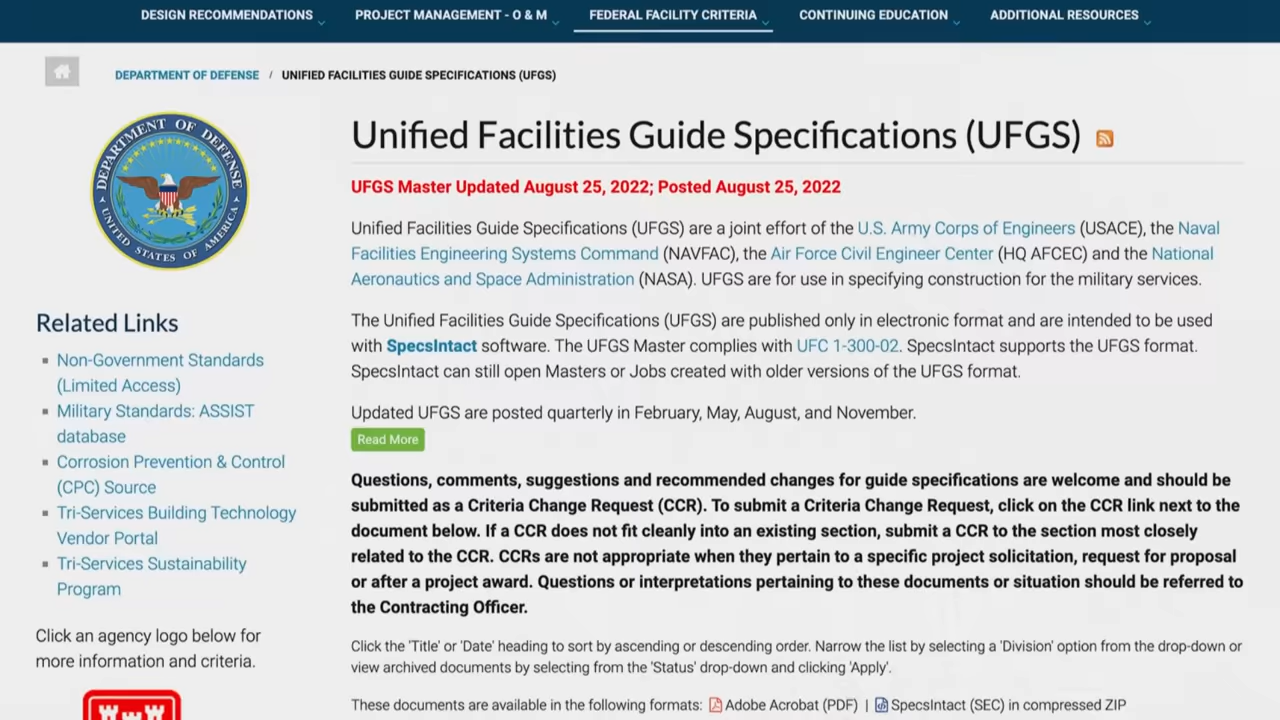 DESIGN RECOMMENDATIONS PROJECT MANAGEMENT - O & M FEDERAL FACILITY CRITERIA CONTINUING EDUCATION ADDITIONAL RESOURCES
DEPARTMENT OF DEFENSE / UNIFIED FACILITIES GUIDE SPECIFICATIONS (UFGS)
DEPARTMENT OF DEFENSE
UNITED STATES OF AMERICA
Related Links
Non-Government Standards
(Limited Access)
Military Standards: ASSIST
database
Corrosion Prevention & Control
(CPC) Source
Tri-Services Building Technology
Vendor Portal
Tri-Services Sustainability
Program
Click an agency logo below for
more information and criteria.
Unified Facilities Guide Specifications (UFGS)
UFGS Master Updated August 25, 2022; Posted August 25, 2022
Unified Facilities Guide Specifications (UFGS) are a joint effort of the U.S. Army Corps of Engineers (USACE), the Naval
Facilities Engineering Systems Command (NAVFAC), the Air Force Civil Engineer Center (HQ AFCEC) and the National
Aeronautics and Space Administration (NASA). UFGS are for use in specifying construction for the military services.
The Unified Facilities Guide Specifications (UFGS) are published only in electronic format and are intended to be used
with SpecsIntact software. The UFGS Master complies with UFC 1-300-02. SpecsIntact supports the UFGS format.
SpecsIntact can still open Masters or Jobs created with older versions of the UFGS format.
Updated UFGS are posted quarterly in February, May, August, and November.
Read More
Questions, comments, suggestions and recommended changes for guide specifications are welcome and should be
submitted as a Criteria Change Request (CCR). To submit a Criteria Change Request, click on the CCR link next to the
document below. If a CCR does not fit cleanly into an existing section, submit a CCR to the section most closely
related to the CCR. CCRs are not appropriate when they pertain to a specific project solicitation, request for proposal
or after a project award. Questions or interpretations pertaining to these documents or situation should be referred to
the Contracting Officer.
Click the 'Title' or 'Date' heading to sort by ascending or descending order. Narrow the list by selecting a 'Division' option from the drop-down or
view archived documents by selecting from the 'Status' drop-down and clicking 'Apply'.
These documents are available in the following formats: Adobe Acrobat (PDF) | SpecsIntact (SEC) in compressed ZIP